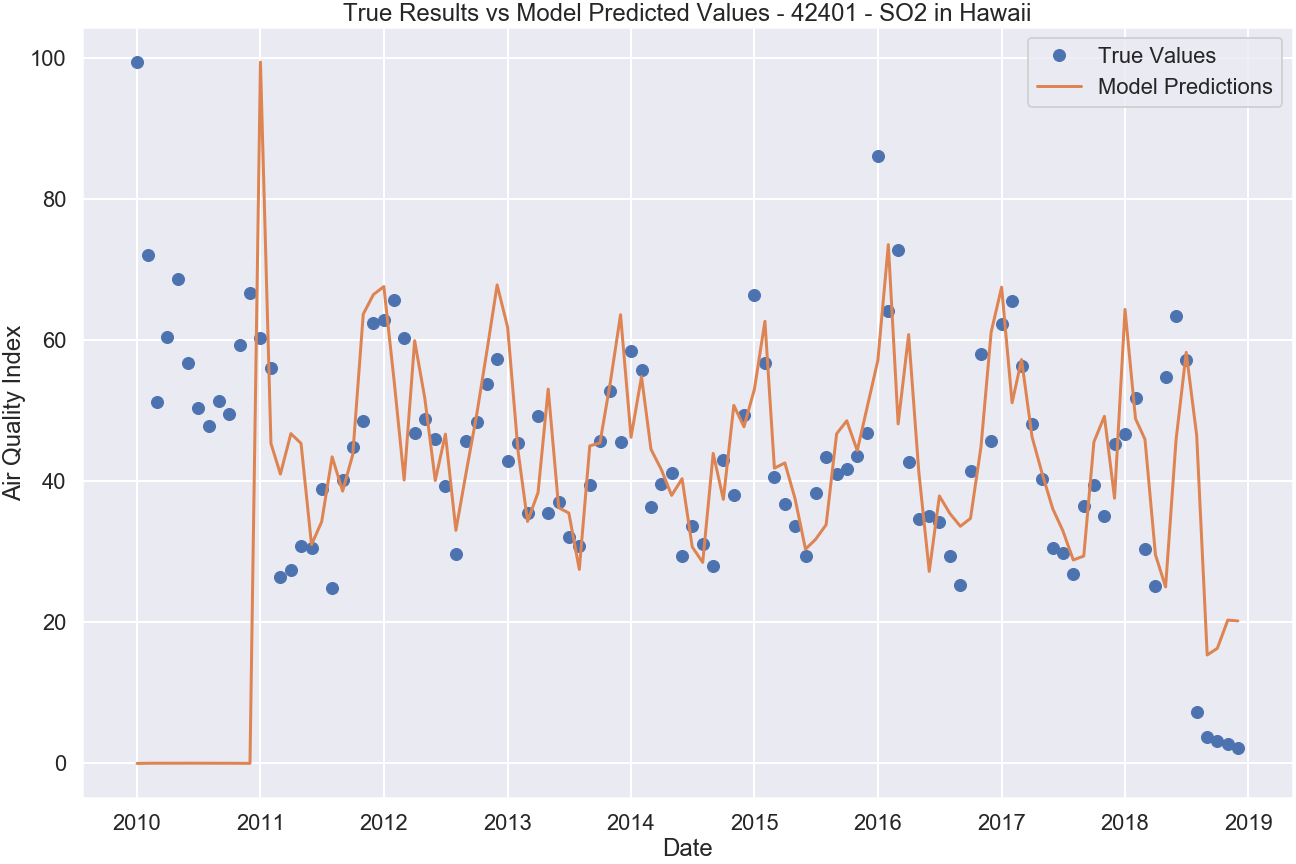 True Results vs Model Predicted Values - 42401 - SO2 in Hawaii
True Values
Model Predictions
100
80
60
40
20
0
Air Quality Index
2010 2011 2012 2013 2014 2015 2016 2017 2018 2019
Date